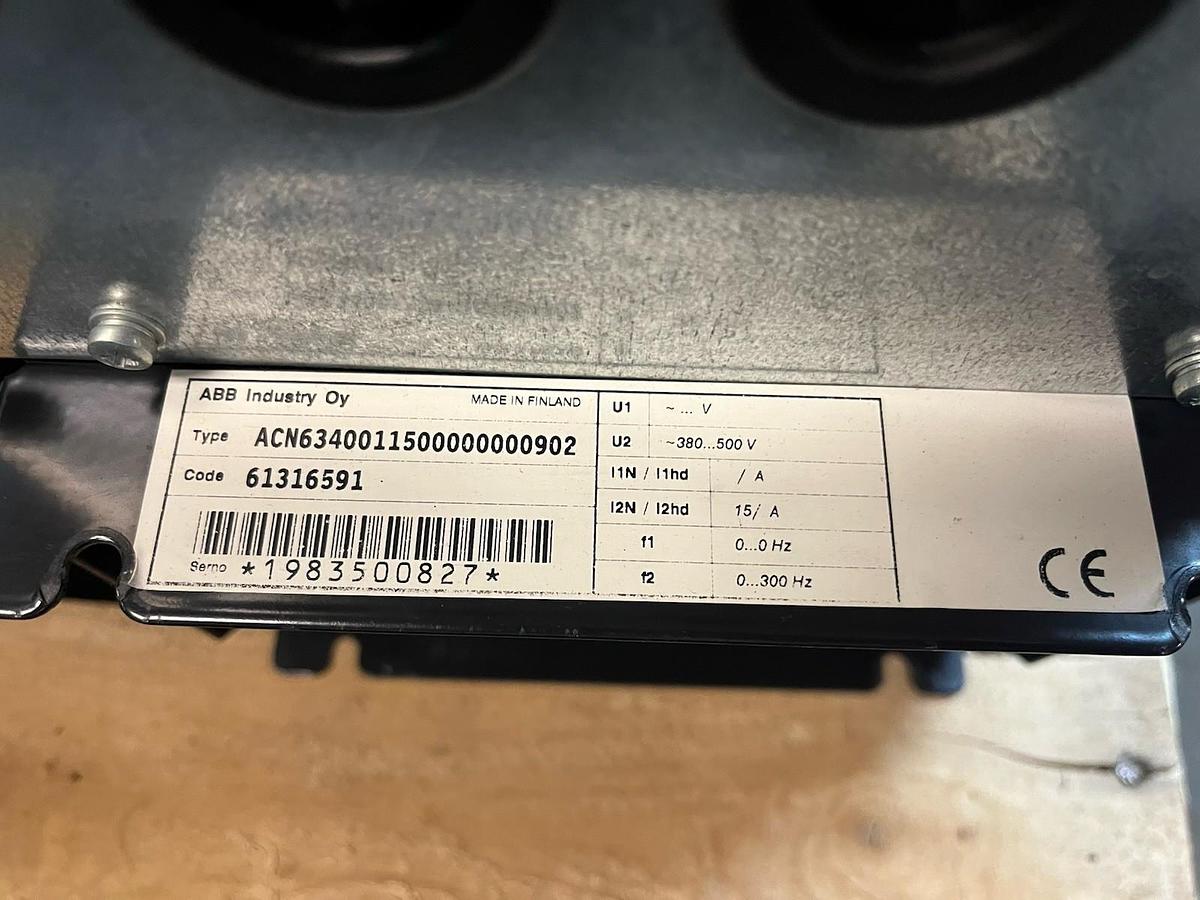 ABB Industry Oy MADE IN FINLAND
Type ACN6340011500000000902
Code 61316591
Serno *1983500827*
U1 ~ ... V
U2 ~380...500 V
I1N / I1hd / A
I2N / I2hd 15/ A
f1 0...0 Hz
f2 0...300 Hz
CE